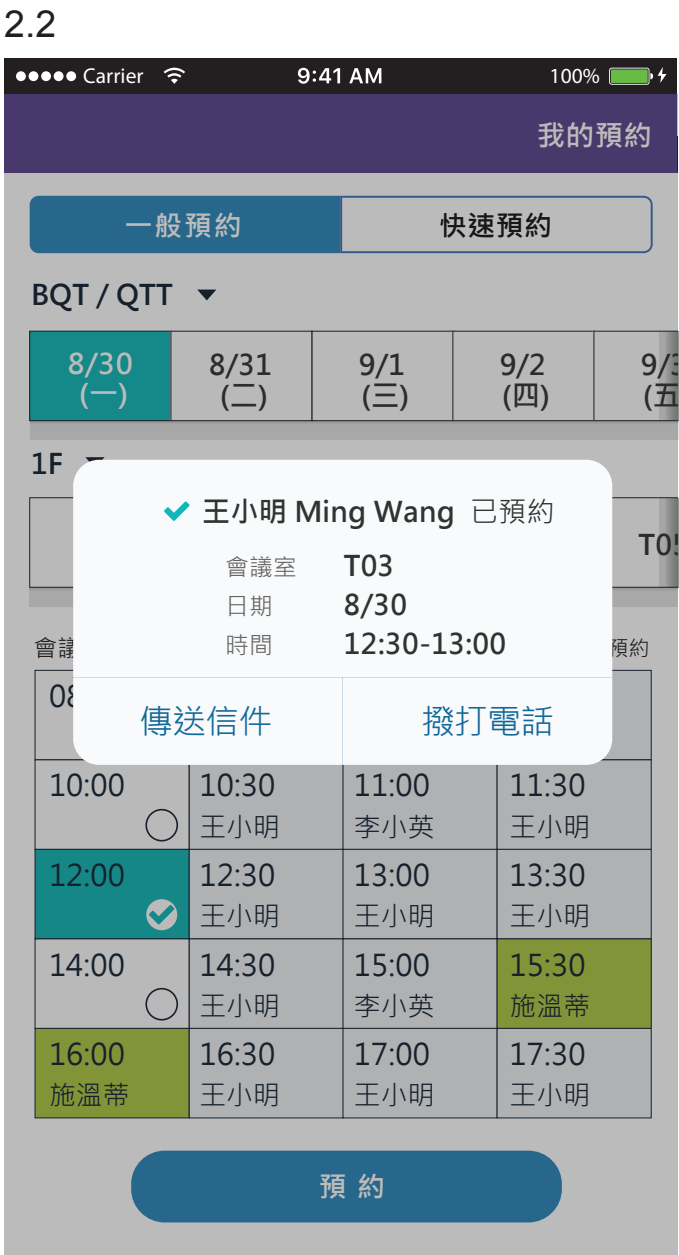 2.2
Carrier 9:41 AM 100%
我的預約
一般預約 快速預約
BQT / QTT
8/30 8/31 9/1 9/2
(一) (二) (三) (四)
1F
王小明 Ming Wang 已預約
會議室 T03
日期 8/30
時間 12:30-13:00
預約
傳送信件 撥打電話
10:00 10:30 11:00 11:30
王小明 李小英 王小明
12:00 12:30 13:00 13:30
王小明 王小明 王小明
14:00 14:30 15:00 15:30
王小明 李小英 施溫蒂
16:00 16:30 17:00 17:30
施溫蒂 王小明 王小明 王小明
預約